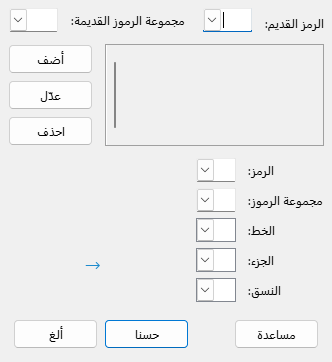 الرمز القديم: مجموعة الرموز القديمة:
أضف
عدّل
احذف
الرمز:
مجموعة الرموز:
الخط:
الجزء:
النسق:
→
مساعدة حسنا ألغ